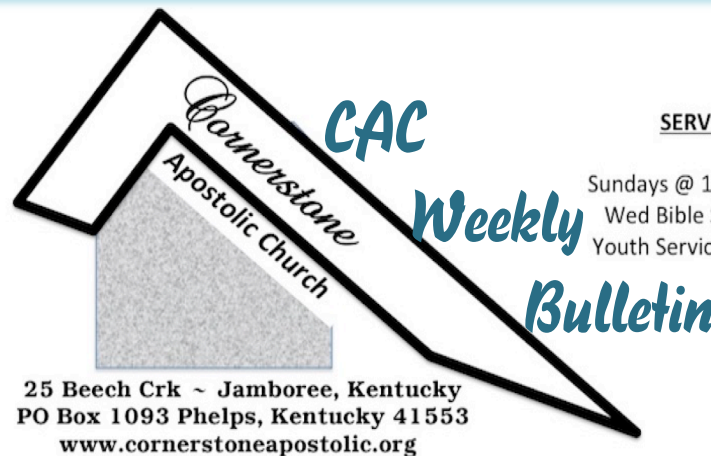 Cornerstone
Apostolic Church
CAC
Weekly
Bulletin
SERV
Sundays @ 1
Wed Bible
Youth Servic
25 Beech Crk ~ Jamboree, Kentucky
PO Box 1093 Phelps, Kentucky 41553
www.cornerstoneapostolic.org